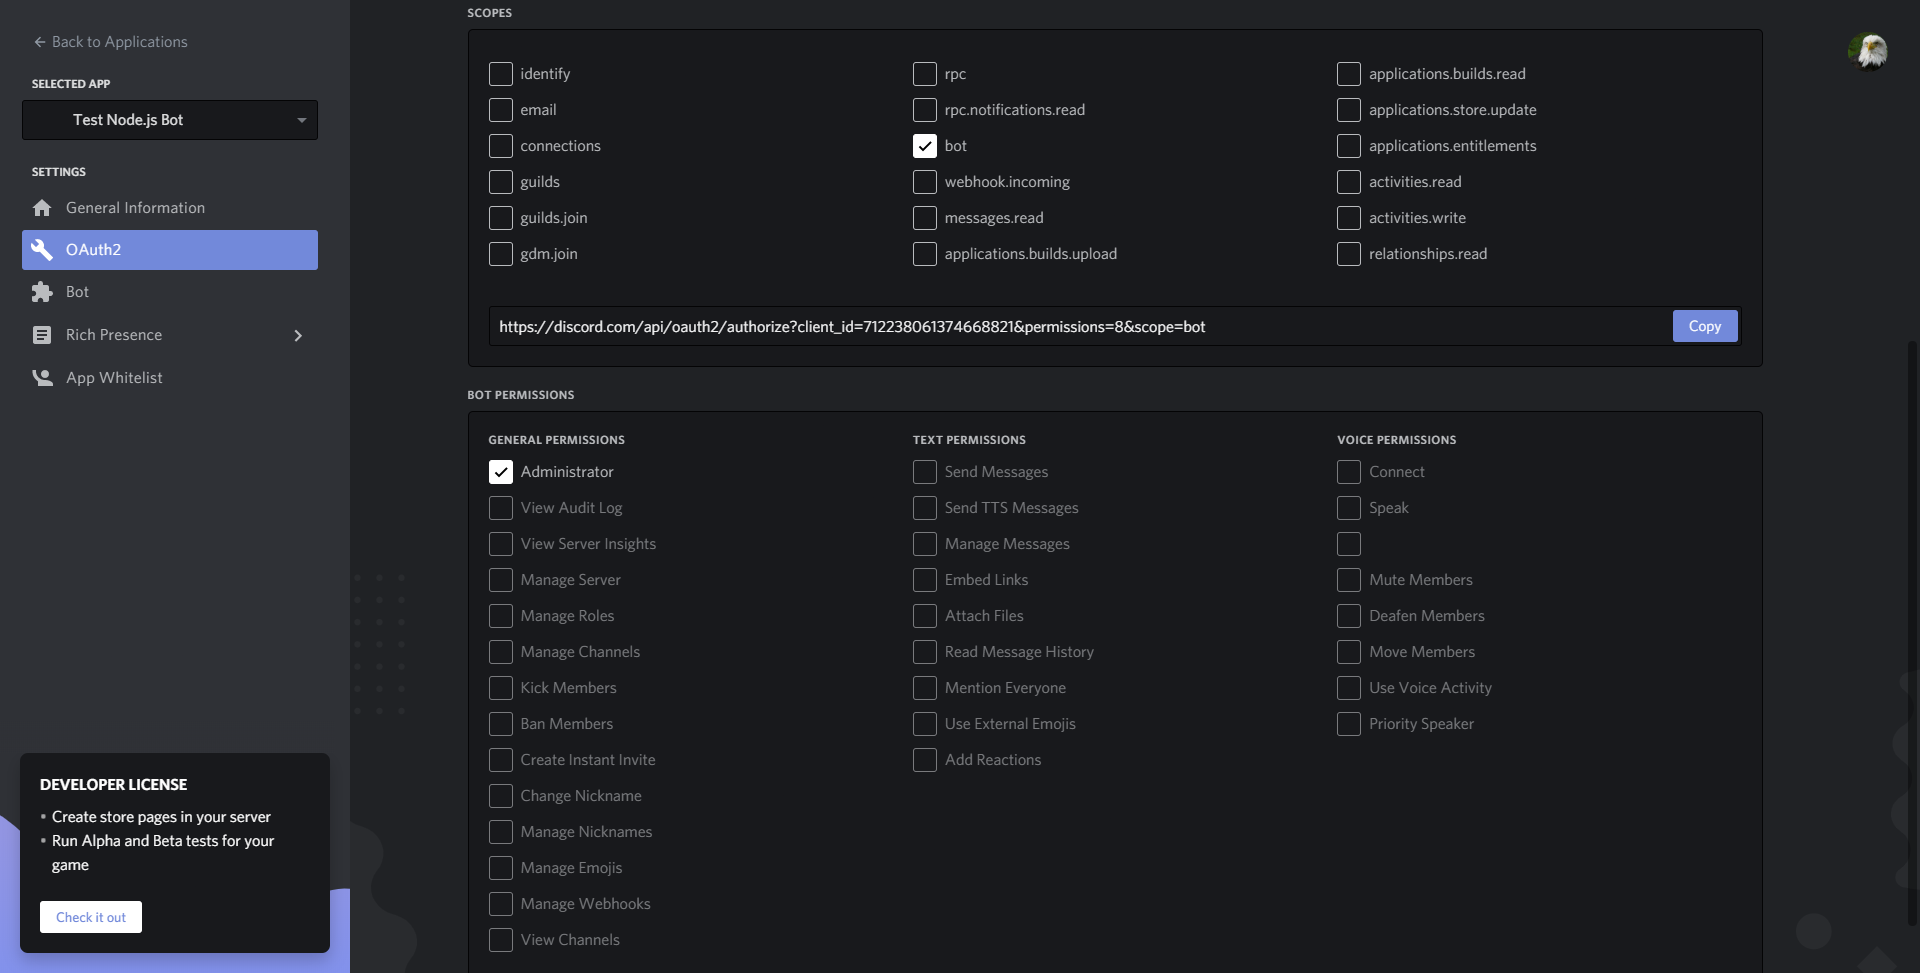 Back to Applications
SELECTED APP
Test Node.js Bot
SETTINGS
General Information
OAuth2
Bot
Rich Presence
App Whitelist
DEVELOPER LICENSE
Create store pages in your server
Run Alpha and Beta tests for your
game
Check it out
SCOPES
identify
email
connections
guilds
guilds.join
gdm.join
rpc
rpc.notifications.read
bot
webhook.incoming
messages.read
applications.builds.upload
applications.builds.read
applications.store.update
applications.entitlements
activities.read
activities.write
relationships.read
https://discord.com/api/oauth2/authorize?client_id=712238061374668821&permissions=8&scope=bot
Copy
BOT PERMISSIONS
GENERAL PERMISSIONS
Administrator
View Audit Log
View Server Insights
Manage Server
Manage Roles
Manage Channels
Kick Members
Ban Members
Create Instant Invite
Change Nickname
Manage Nicknames
Manage Emojis
Manage Webhooks
View Channels
TEXT PERMISSIONS
Send Messages
Send TTS Messages
Manage Messages
Embed Links
Attach Files
Read Message History
Mention Everyone
Use External Emojis
Add Reactions
VOICE PERMISSIONS
Connect
Speak
Mute Members
Deafen Members
Move Members
Use Voice Activity
Priority Speaker